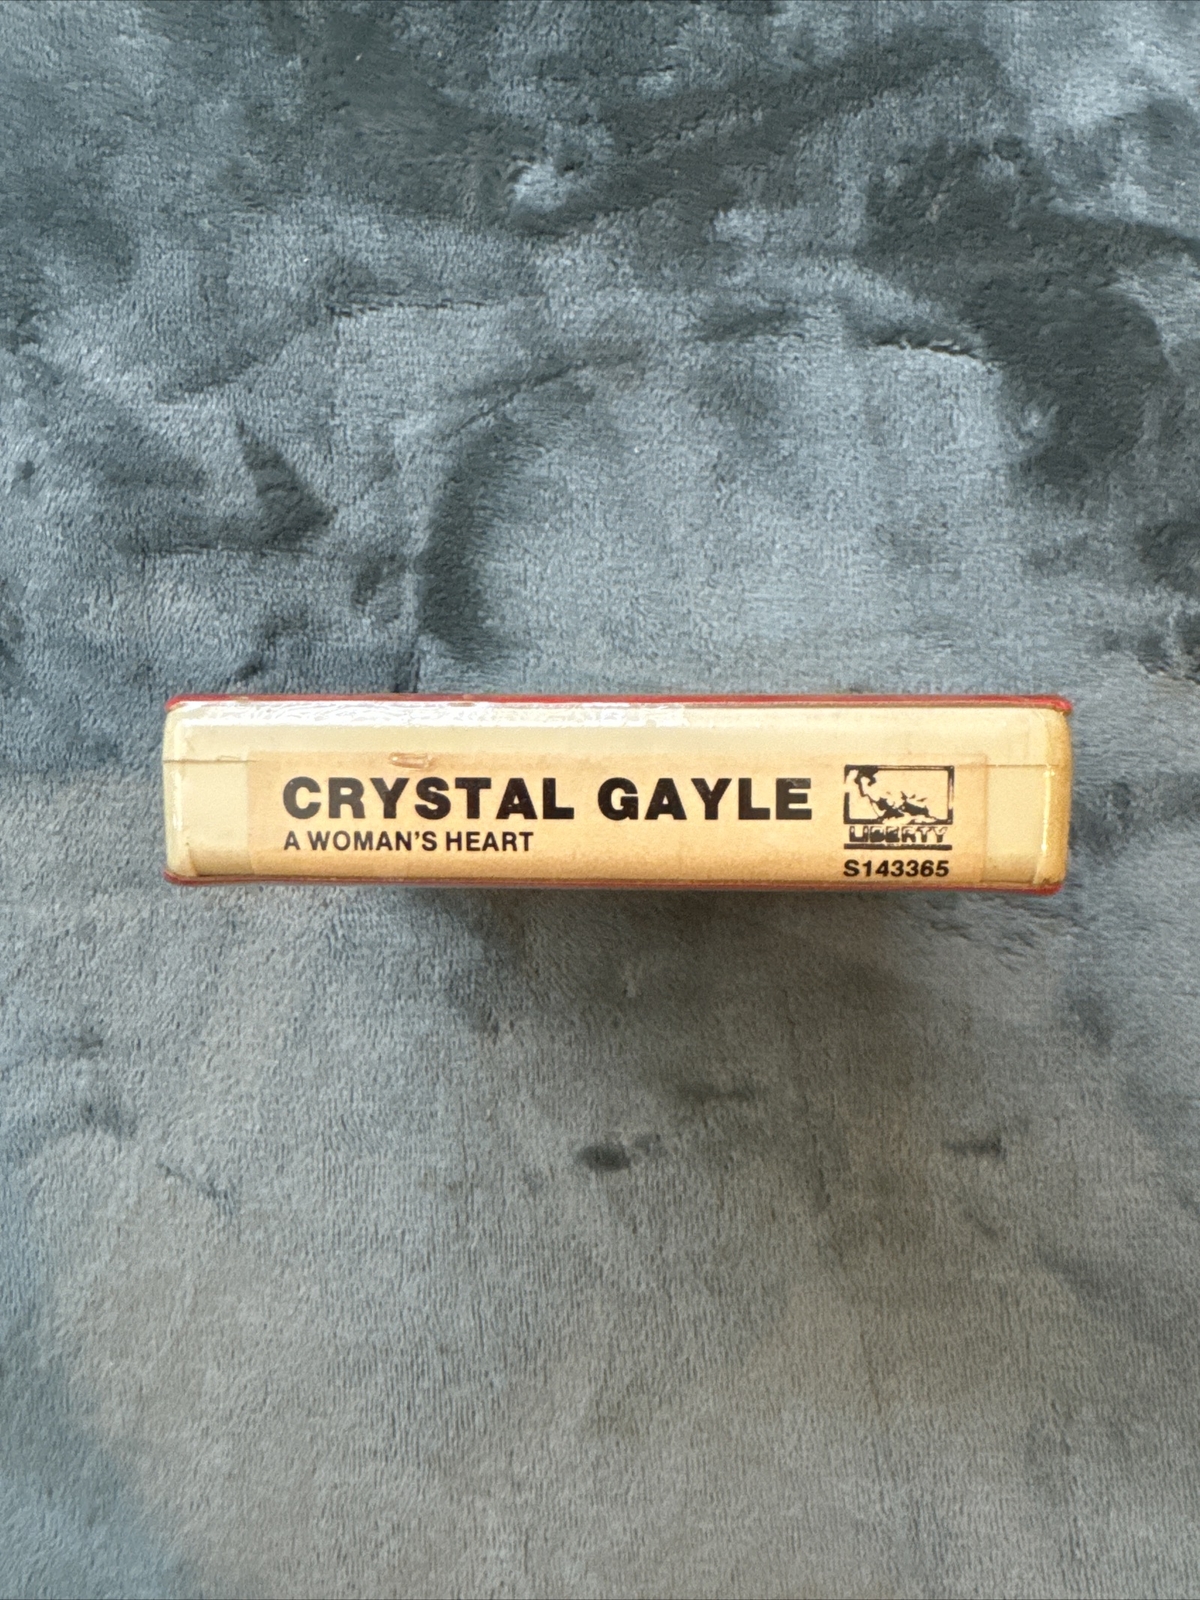 CRYSTAL GAYLE
A WOMAN'S HEART
LIBERTY
S143365